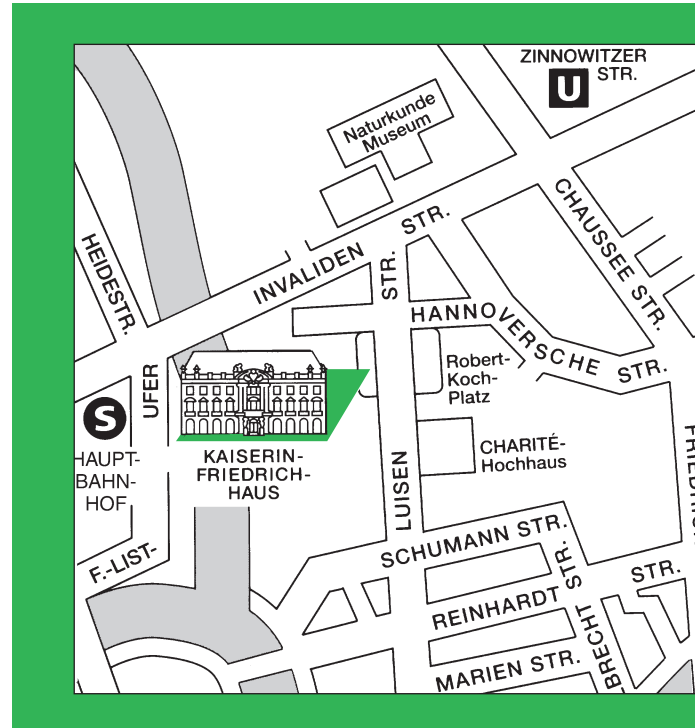 ZINNOWITZER
STR.
U
Naturkunde
Museum
CHAUSSEE STR.
STR.
INVALIDEN
STR.
HEIDESTR.
HANNOVERSCHE STR.
UFER
Robert-
Koch-
Platz
S
HAUPT-
BAHN-
HOF
KAISERIN-
FRIEDRICH-
HAUS
CHARITÉ-
Hochhaus
LUISEN
SCHUMANN STR.
F.-LIST-
REINHARDT STR.
STR.
MARIEN STR.